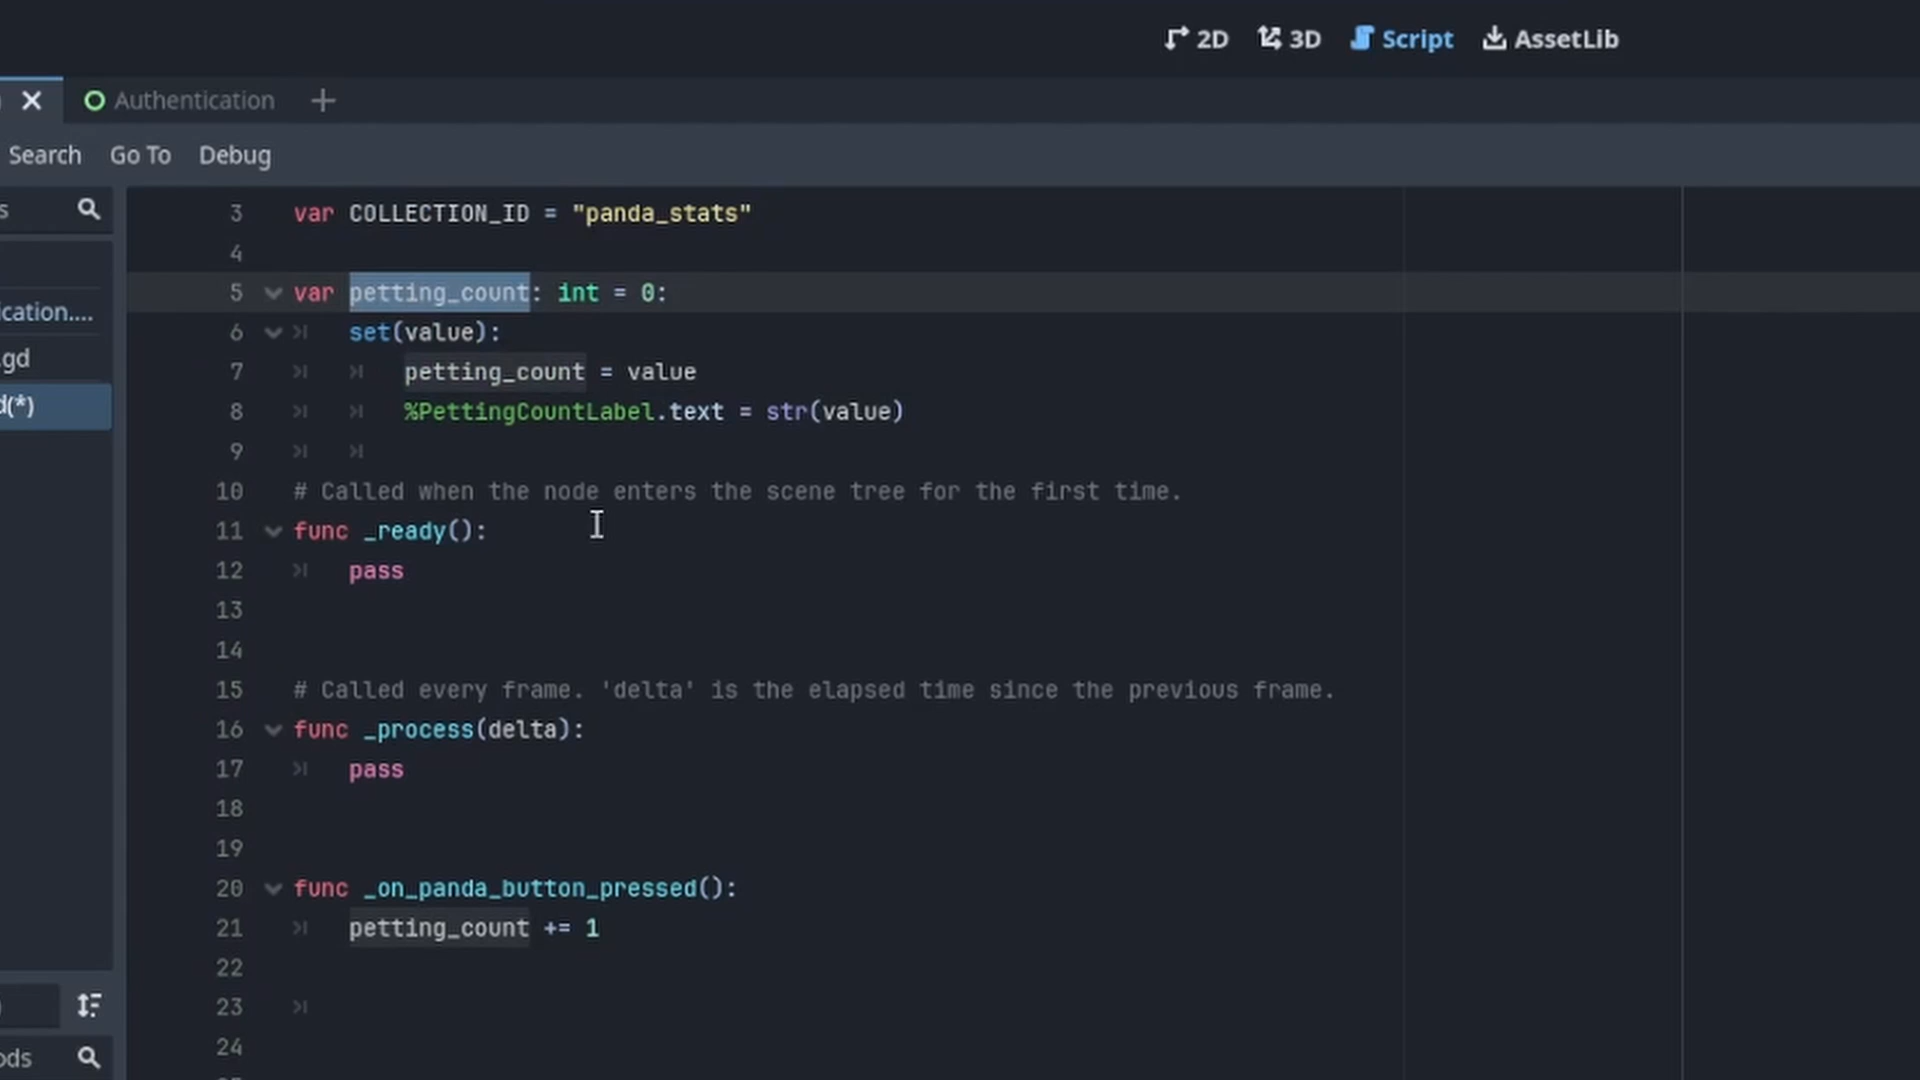 2D 3D Script AssetLib
Authentication
Search Go To Debug
s
ication....
.gd
d(*)
ods
3 var COLLECTION_ID = "panda_stats"
4
5 var petting_count: int = 0:
6 set(value):
7 petting_count = value
8 %PettingCountLabel.text = str(value)
9
10 # Called when the node enters the scene tree for the first time.
11 func _ready():
12 pass
13
14
15 # Called every frame. 'delta' is the elapsed time since the previous frame.
16 func _process(delta):
17 pass
18
19
20 func _on_panda_button_pressed():
21 petting_count += 1
22
23
24